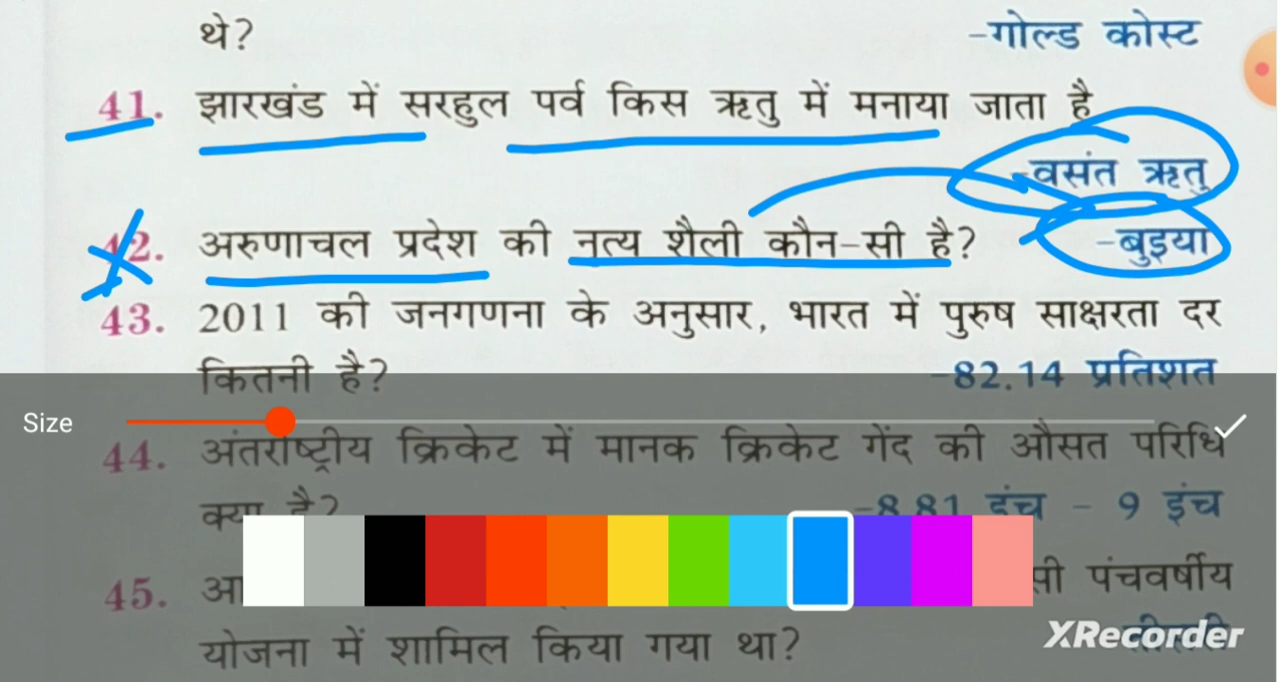 थे? -गोल्ड कोस्ट
41. झारखंड में सरहुल पर्व किस ऋतु में मनाया जाता है
-वसंत ऋतु
42. अरुणाचल प्रदेश की नृत्य शैली कौन-सी है? -बुइया
43. 2011 की जनगणना के अनुसार, भारत में पुरुष साक्षरता दर
कितनी है? -82.14 प्रतिशत
Size
44. अंतर्राष्ट्रीय क्रिकेट में मानक क्रिकेट गेंद की औसत परिधि
क्या है? -8.81 इंच - 9 इंच
45. पंचवर्षीय
योजना में शामिल किया गया था?
XRecorder